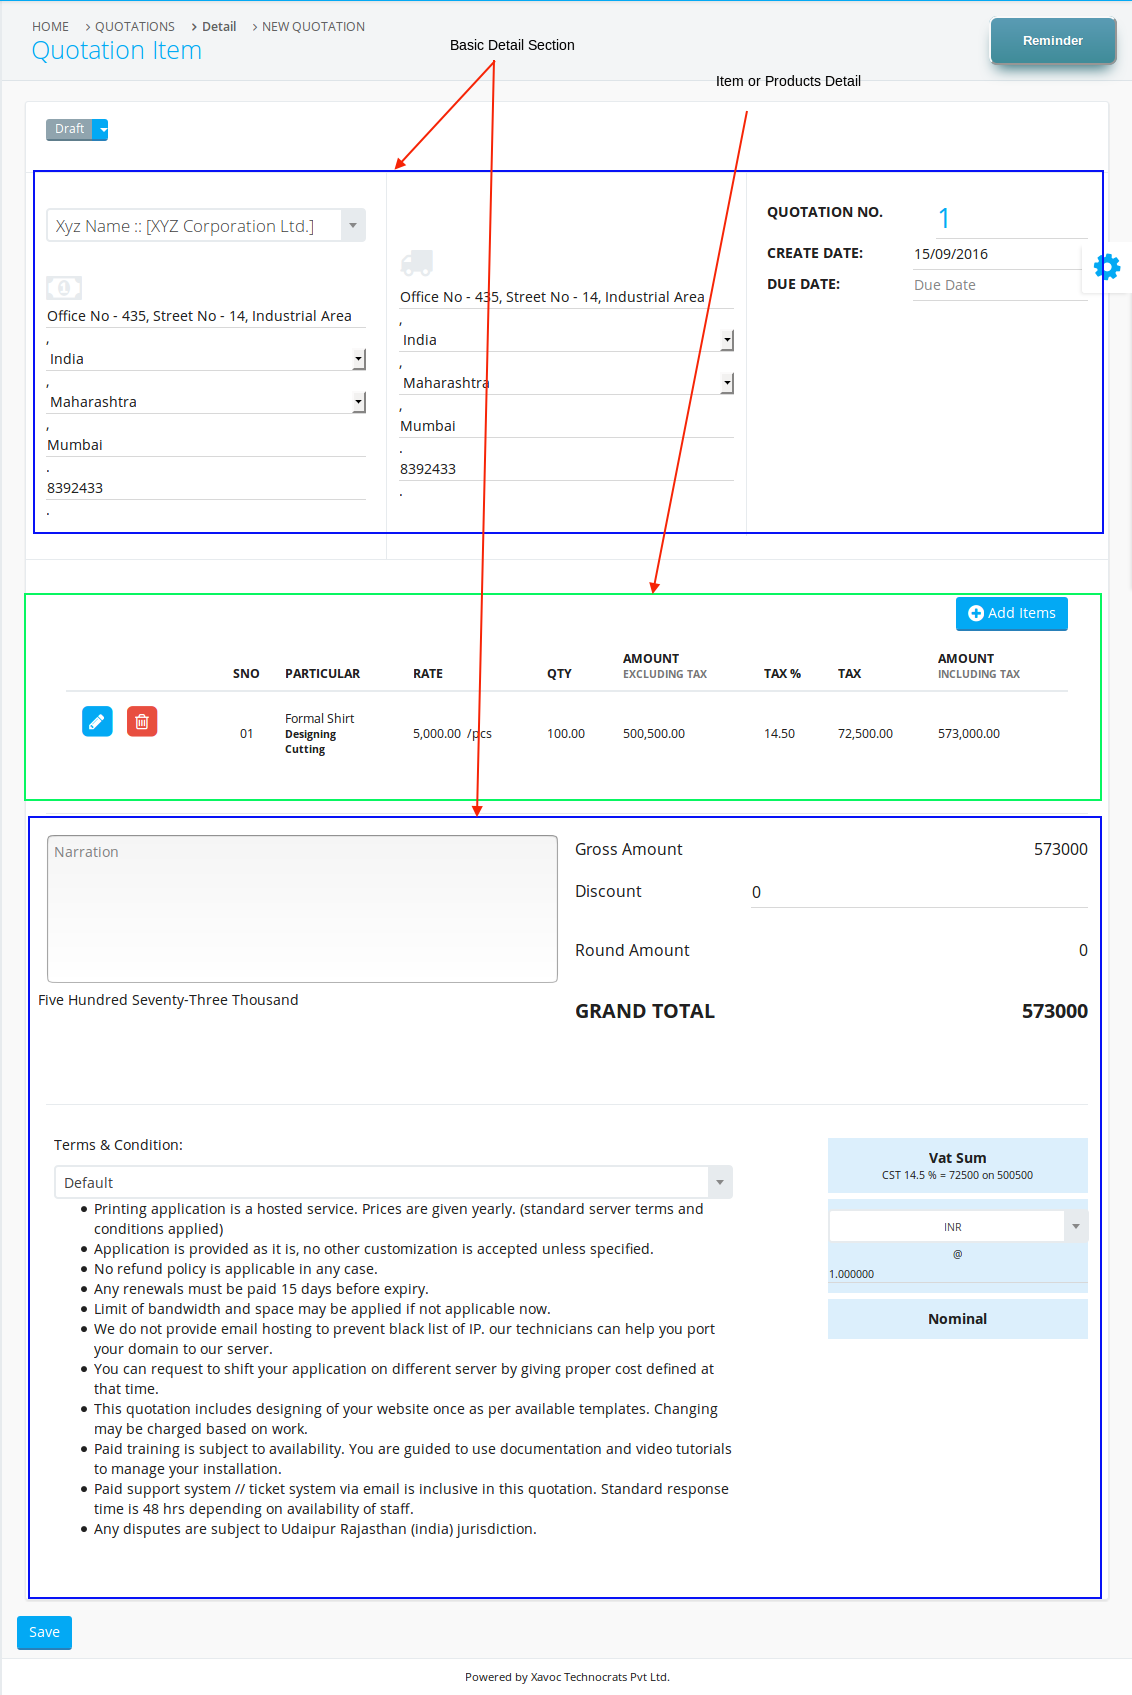 HOME > QUOTATIONS > Detail > NEW QUOTATION
Quotation Item
Basic Detail Section
Reminder
Item or Products Detail
Draft
Xyz Name :: [XYZ Corporation Ltd.]
Office No - 435, Street No - 14, Industrial Area
,
India
,
Maharashtra
,
Mumbai
.
8392433
.
Office No - 435, Street No - 14, Industrial Area
,
India
,
Maharashtra
,
Mumbai
.
8392433
.
QUOTATION NO. 1
CREATE DATE: 15/09/2016
DUE DATE: Due Date
Add Items
SNO PARTICULAR RATE QTY AMOUNT EXCLUDING TAX TAX % TAX AMOUNT INCLUDING TAX
01 Formal Shirt 5,000.00 /pcs 100.00 500,500.00 14.50 72,500.00 573,000.00
Designing
Cutting
Narration
Five Hundred Seventy-Three Thousand
Gross Amount 573000
Discount 0
Round Amount 0
GRAND TOTAL 573000
Terms & Condition:
Default
• Printing application is a hosted service. Prices are given yearly. (standard server terms and
conditions applied)
• Application is provided as it is, no other customization is accepted unless specified.
• No refund policy is applicable in any case.
• Any renewals must be paid 15 days before expiry.
• Limit of bandwidth and space may be applied if not applicable now.
• We do not provide email hosting to prevent black list of IP. our technicians can help you port
your domain to our server.
• You can request to shift your application on different server by giving proper cost defined at
that time.
• This quotation includes designing of your website once as per available templates. Changing
may be charged based on work.
• Paid training is subject to availability. You are guided to use documentation and video tutorials
to manage your installation.
• Paid support system // ticket system via email is inclusive in this quotation. Standard response
time is 48 hrs depending on availability of staff.
• Any disputes are subject to Udaipur Rajasthan (india) jurisdiction.
Vat Sum
CST 14.5 % = 72500 on 500500
INR
@
1.000000
Nominal
Save
Powered by Xavoc Technocrats Pvt Ltd.